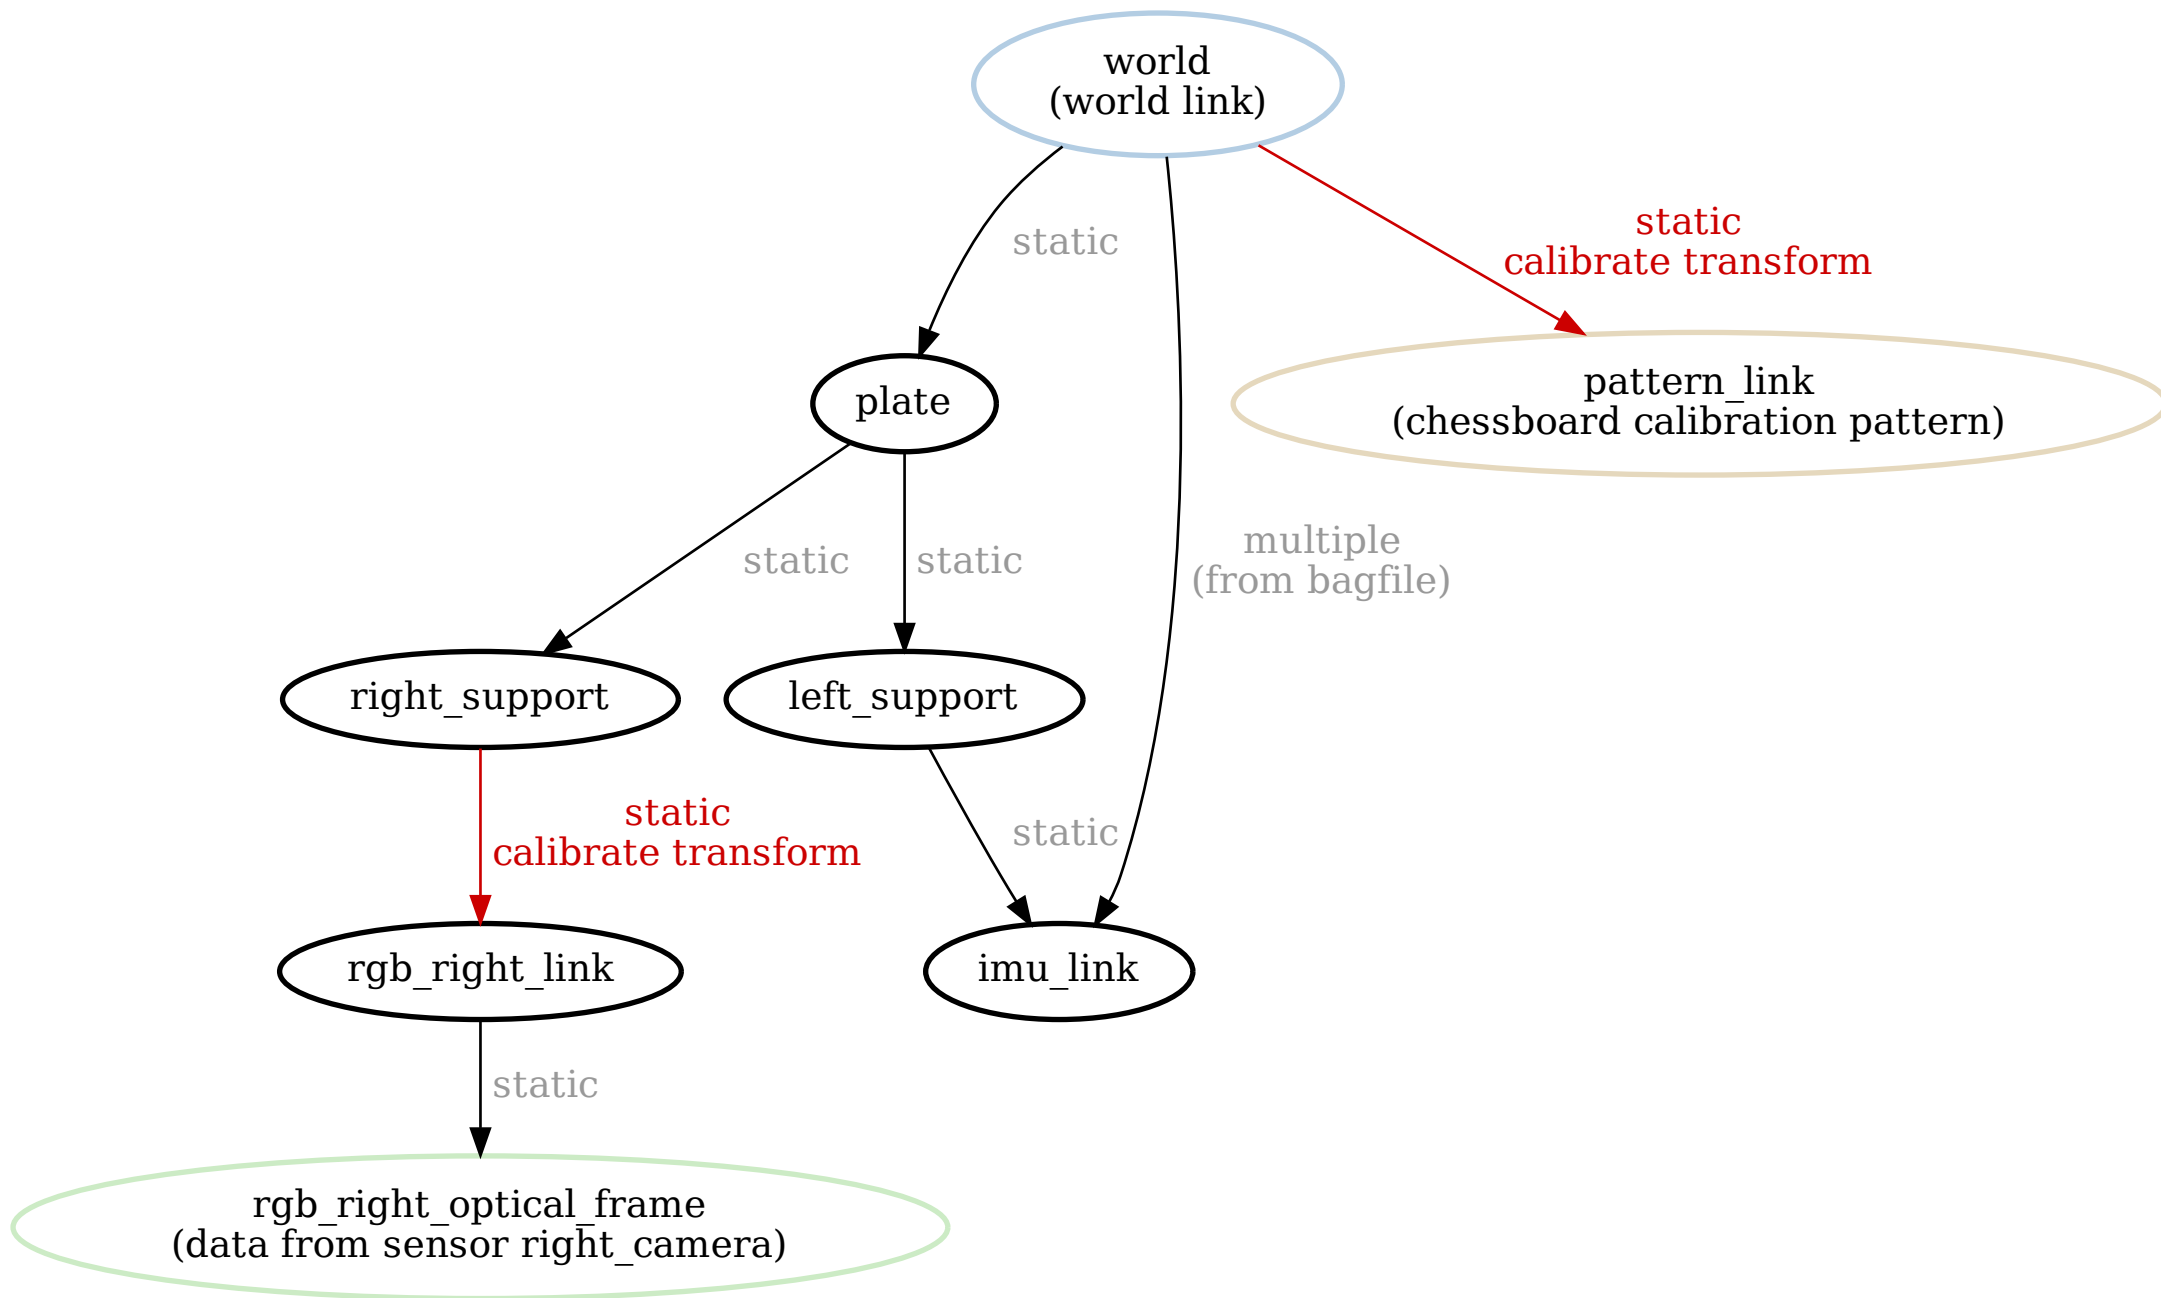 world
(world link)
static
static
calibrate transform
plate
pattern_link
(chessboard calibration pattern)
static
static
multiple
(from bagfile)
right_support
left_support
static
calibrate transform
static
rgb_right_link
imu_link
static
rgb_right_optical_frame
(data from sensor right_camera)